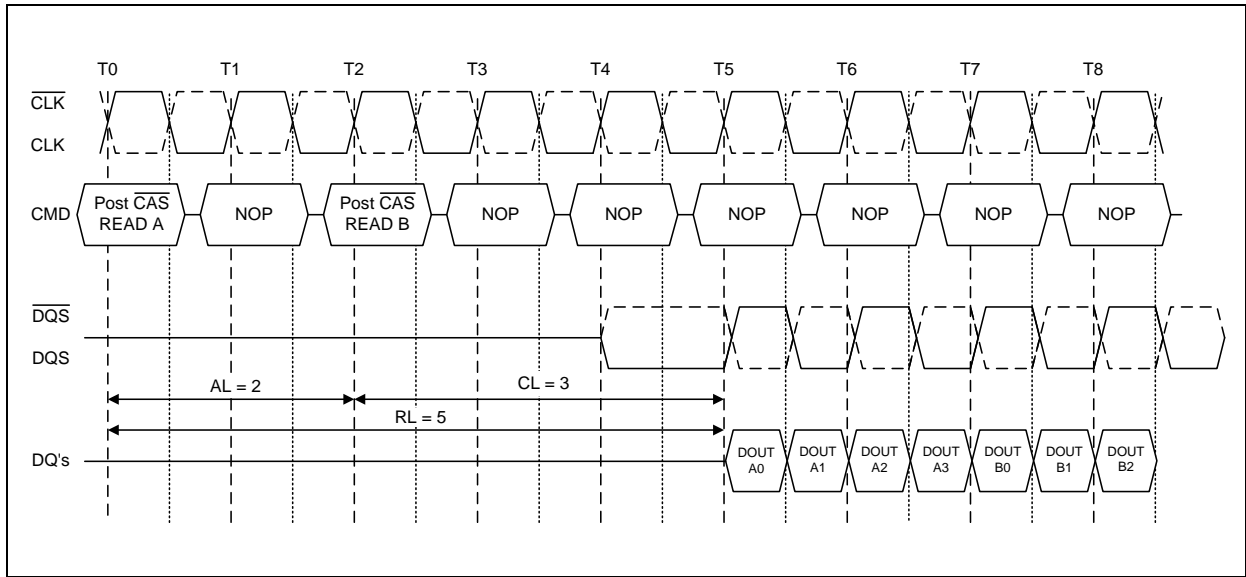 T0 T1 T2 T3 T4 T5 T6 T7 T8
CLK
CLK
CMD
Post CAS
READ A
NOP
Post CAS
READ B
NOP
NOP
NOP
NOP
NOP
NOP
DQS
DQS
AL = 2
CL = 3
RL = 5
DQ's
DOUT
A0
DOUT
A1
DOUT
A2
DOUT
A3
DOUT
B0
DOUT
B1
DOUT
B2